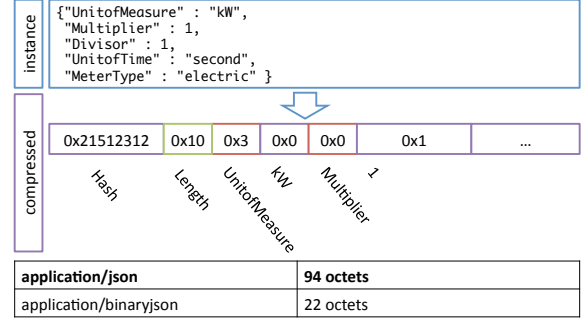 instance
{"UnitofMeasure" : "kW",
"Multiplier" : 1,
"Divisor" : 1,
"UnitofTime" : "second",
"MeterType" : "electric" }
compressed
0x21512312 0x10 0x3 0x0 0x0 0x1 ...
Hash Length UnitofMeasure kW Multiplier 1
application/json 94 octets
application/binaryjson 22 octets